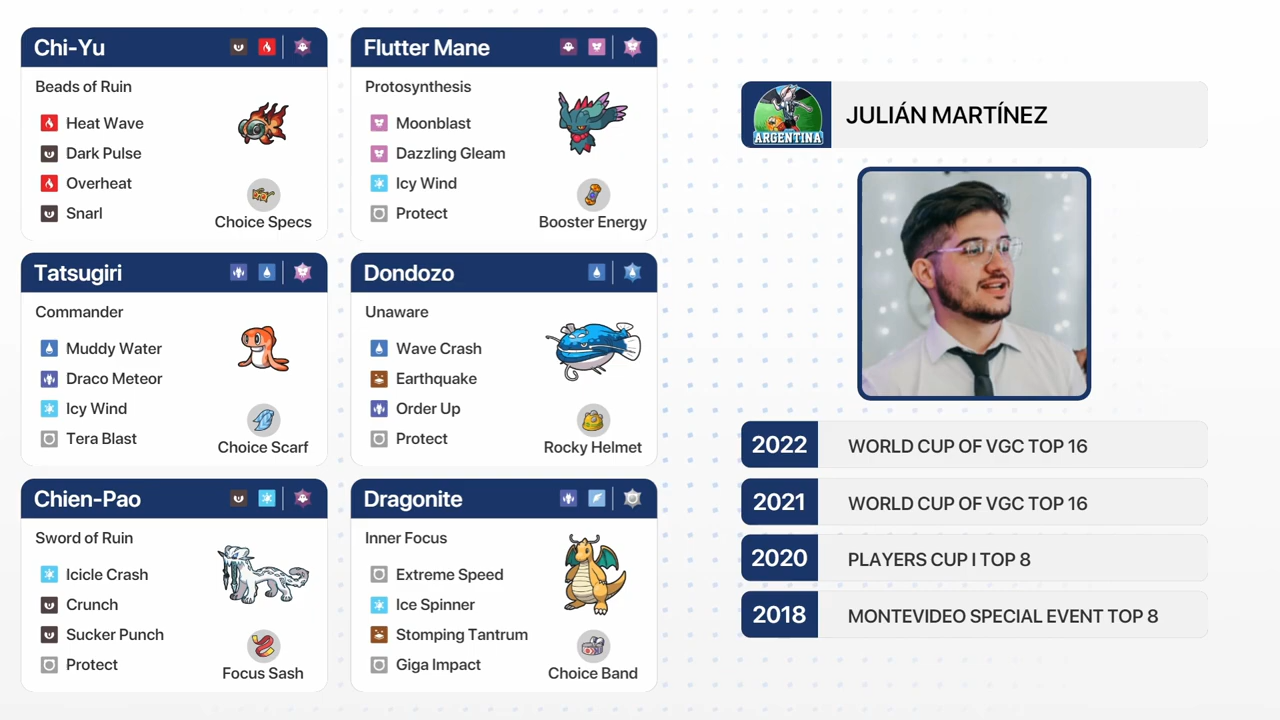 Chi-Yu
Beads of Ruin
Heat Wave
Dark Pulse
Overheat
Snarl
Choice Specs
Flutter Mane
Protosynthesis
Moonblast
Dazzling Gleam
Icy Wind
Protect
Booster Energy
Tatsugiri
Commander
Muddy Water
Draco Meteor
Icy Wind
Tera Blast
Choice Scarf
Dondozo
Unaware
Wave Crash
Earthquake
Order Up
Protect
Rocky Helmet
Chien-Pao
Sword of Ruin
Icicle Crash
Crunch
Sucker Punch
Protect
Focus Sash
Dragonite
Inner Focus
Extreme Speed
Ice Spinner
Stomping Tantrum
Giga Impact
Choice Band
ARGENTINA
JULIÁN MARTÍNEZ
2022 WORLD CUP OF VGC TOP 16
2021 WORLD CUP OF VGC TOP 16
2020 PLAYERS CUP I TOP 8
2018 MONTEVIDEO SPECIAL EVENT TOP 8